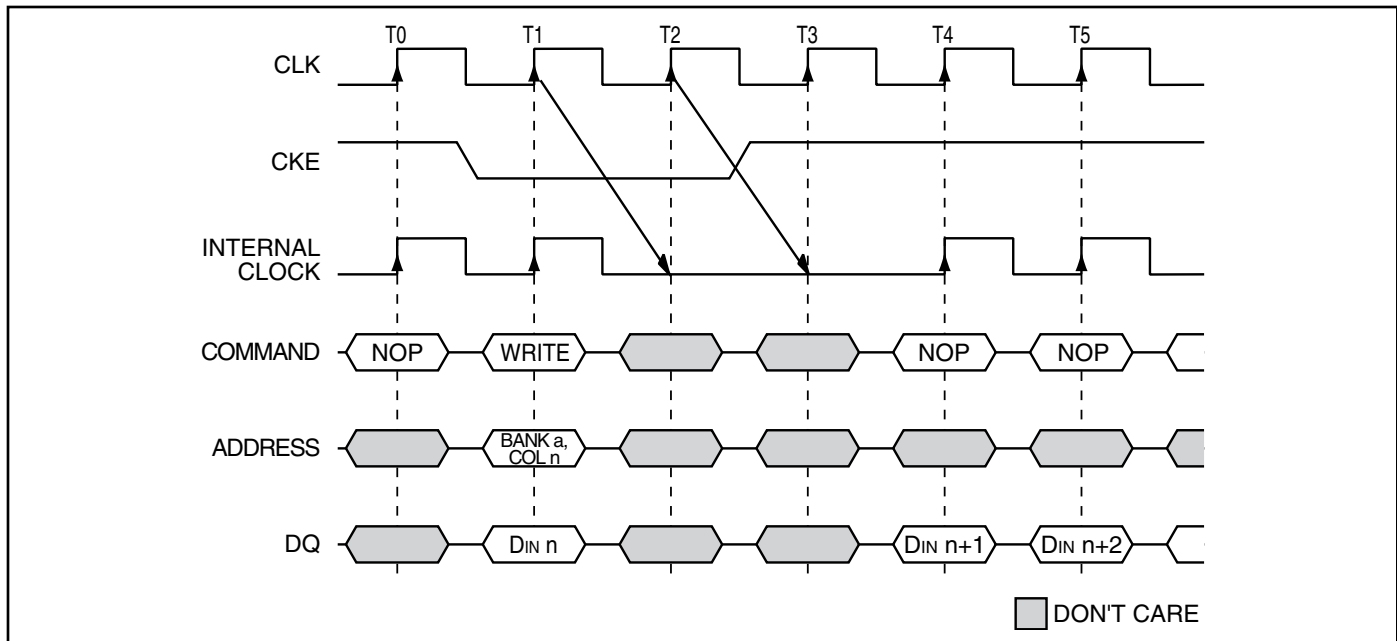 T0 T1 T2 T3 T4 T5
CLK
CKE
INTERNAL
CLOCK
COMMAND NOP WRITE NOP NOP
ADDRESS BANK a,
COL n
DQ DIN n DIN n+1 DIN n+2
DON'T CARE